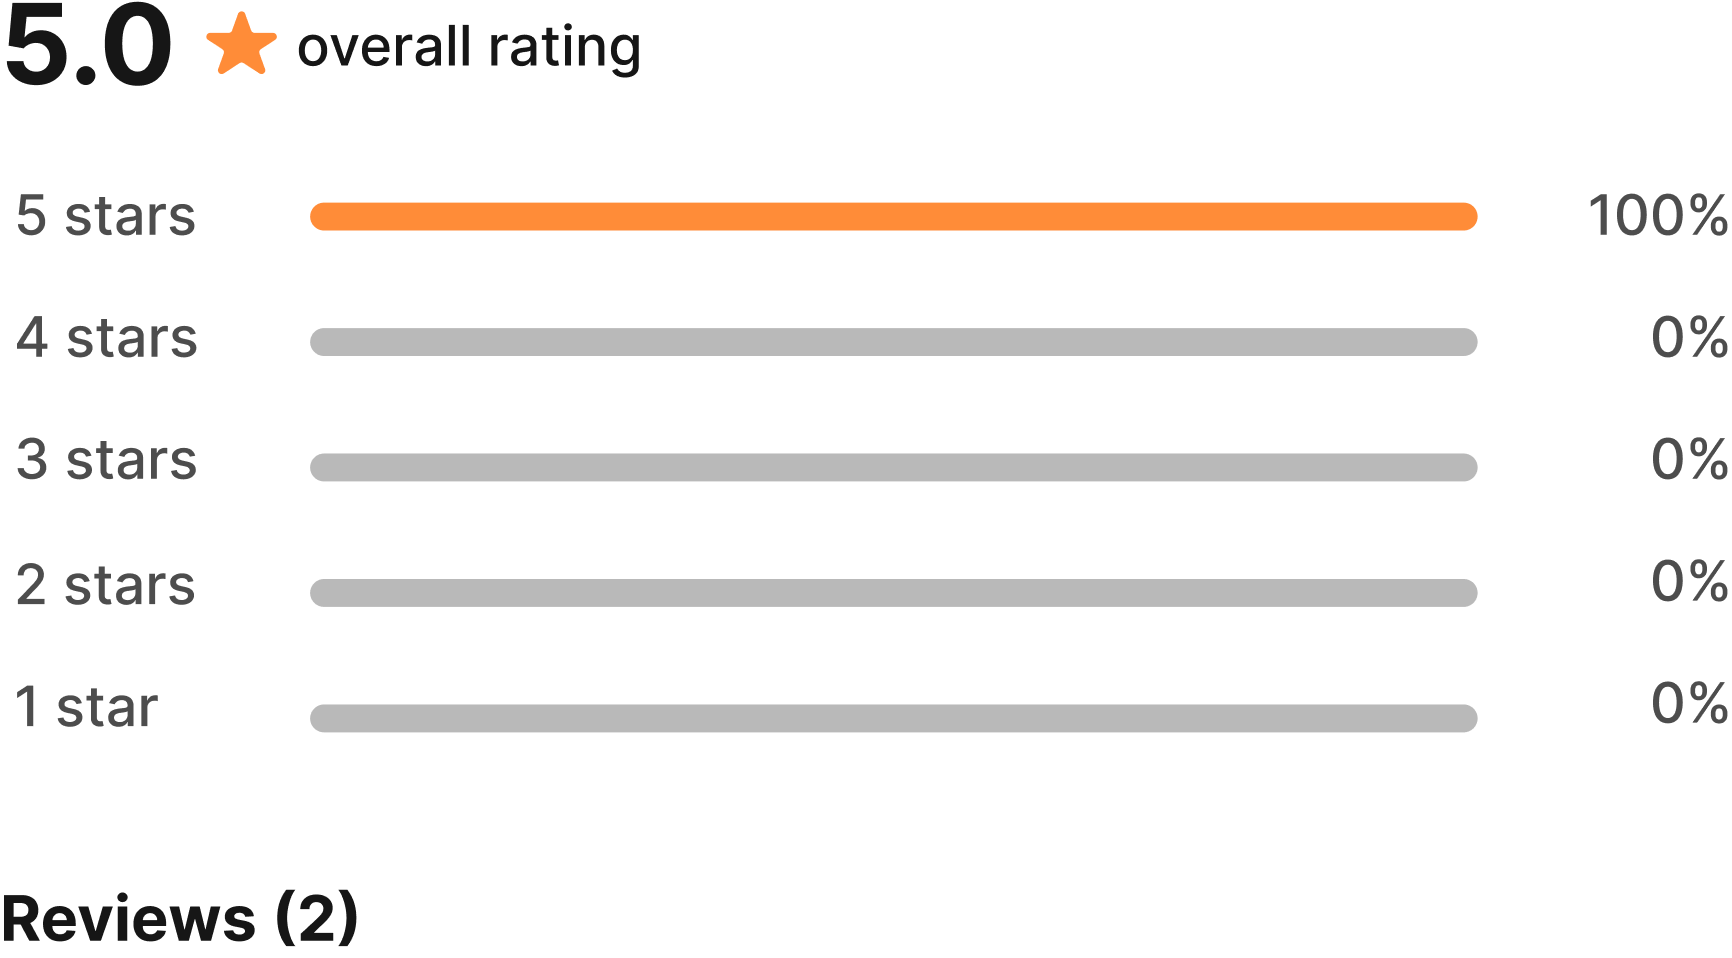 5.0 overall rating
5 stars 100%
4 stars 0%
3 stars 0%
2 stars 0%
1 star 0%
Reviews (2)